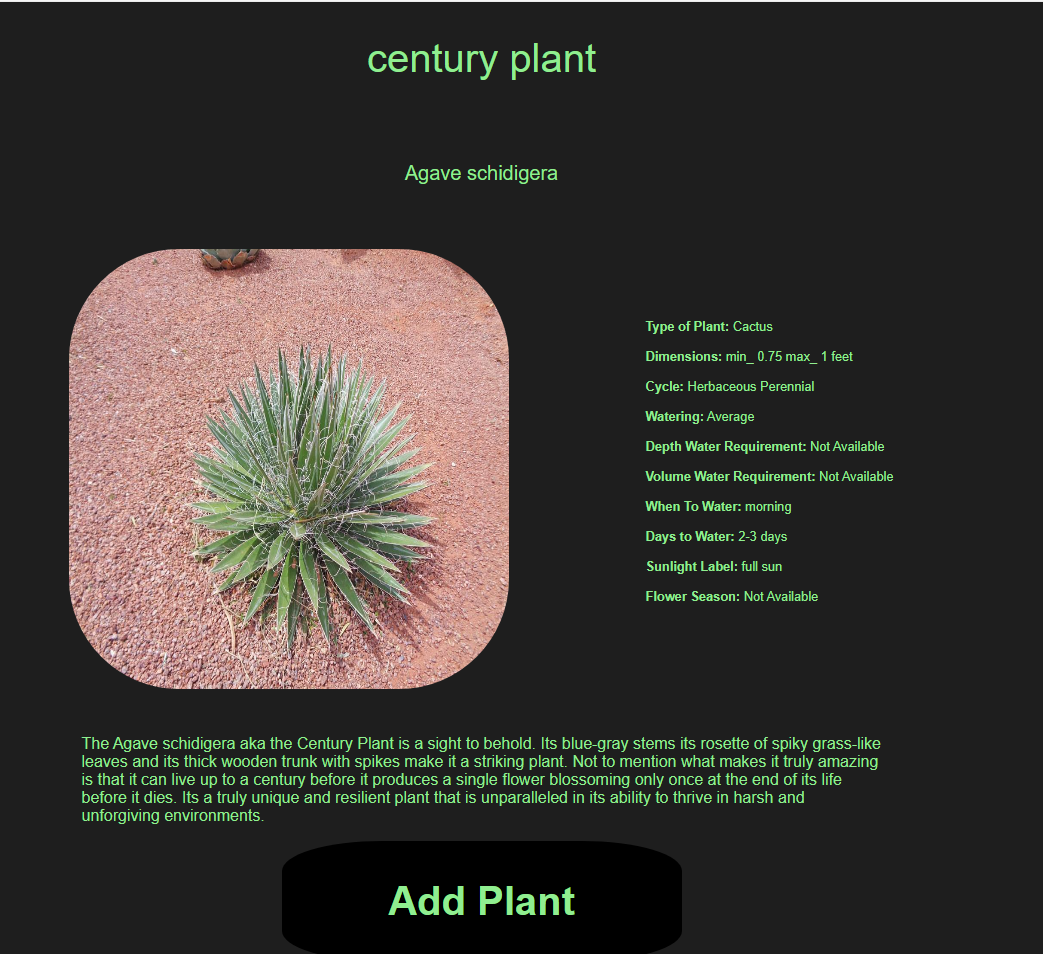 century plant
Agave schidigera
Type of Plant: Cactus
Dimensions: min_ 0.75 max_ 1 feet
Cycle: Herbaceous Perennial
Watering: Average
Depth Water Requirement: Not Available
Volume Water Requirement: Not Available
When To Water: morning
Days to Water: 2-3 days
Sunlight Label: full sun
Flower Season: Not Available
The Agave schidigera aka the Century Plant is a sight to behold. Its blue-gray stems its rosette of spiky grass-like
leaves and its thick wooden trunk with spikes make it a striking plant. Not to mention what makes it truly amazing
is that it can live up to a century before it produces a single flower blossoming only once at the end of its life
before it dies. Its a truly unique and resilient plant that is unparalleled in its ability to thrive in harsh and
unforgiving environments.
Add Plant